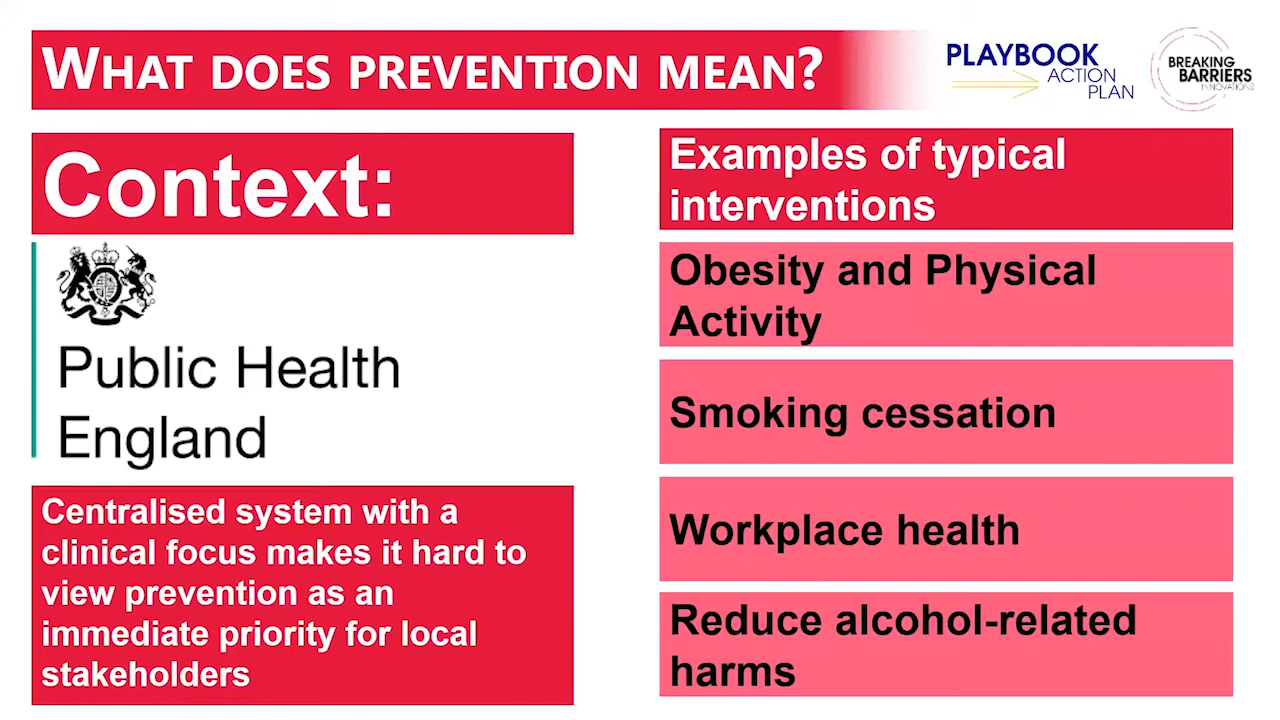 WHAT DOES PREVENTION MEAN?
PLAYBOOK
ACTION
PLAN
BREAKING
BARRIERS
INNOVATIONS
Context:
Public Health
England
Centralised system with a
clinical focus makes it hard to
view prevention as an
immediate priority for local
stakeholders
Examples of typical
interventions
Obesity and Physical
Activity
Smoking cessation
Workplace health
Reduce alcohol-related
harms